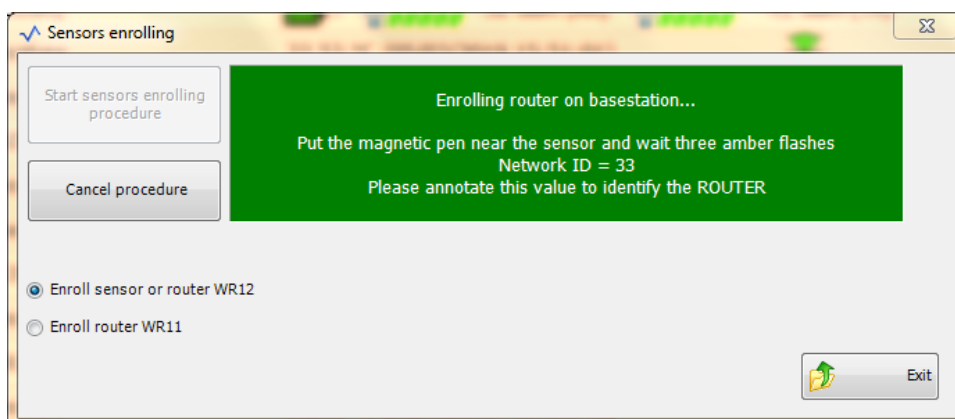 Sensors enrolling
Start sensors enrolling
procedure
Enrolling router on basestation...
Put the magnetic pen near the sensor and wait three amber flashes
Network ID = 33
Please annotate this value to identify the ROUTER
Cancel procedure
Enroll sensor or router WR12
Enroll router WR11
Exit